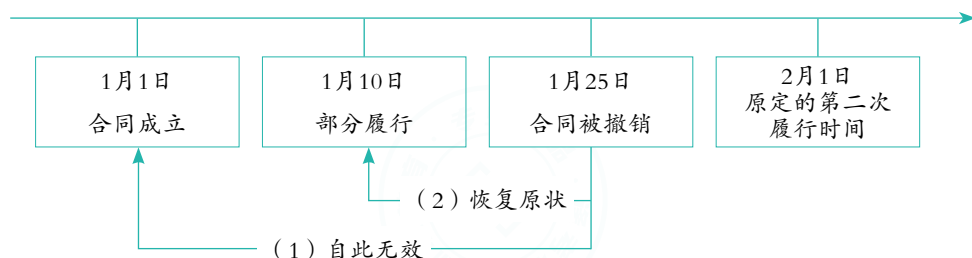 1月1日
合同成立
1月10日
部分履行
1月25日
合同被撤销
2月1日
原定的第二次
履行时间
（2）恢复原状
（1）自此无效